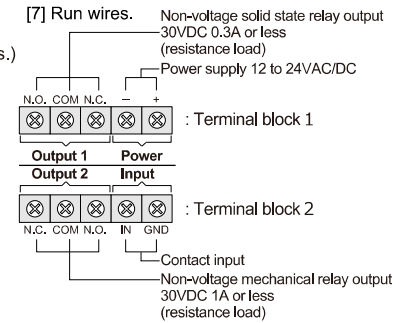 [7] Run wires.
Non-voltage solid state relay output
30VDC 0.3A or less
(resistance load)
s.)
Power supply 12 to 24VAC/DC
N.O. COM N.C. − +
: Terminal block 1
Output 1 Power
Output 2 Input
: Terminal block 2
N.C. COM N.O. IN GND
Contact input
Non-voltage mechanical relay output
30VDC 1A or less
(resistance load)